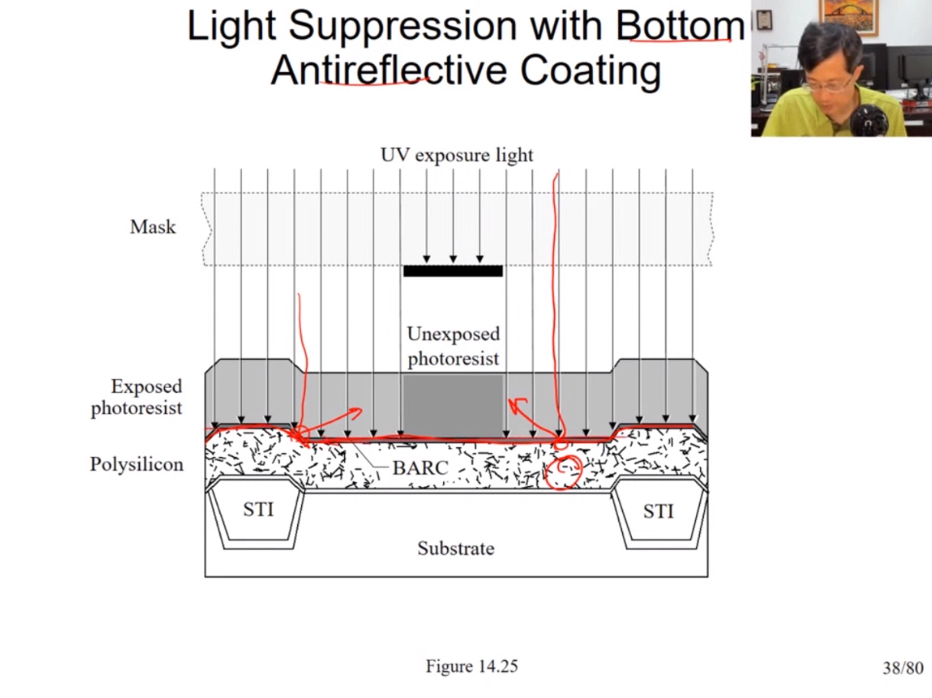 Light Suppression with Bottom
Antireflective Coating
UV exposure light
Mask
Unexposed
photoresist
Exposed
photoresist
Polysilicon
BARC
STI
STI
Substrate
Figure 14.25
38/80